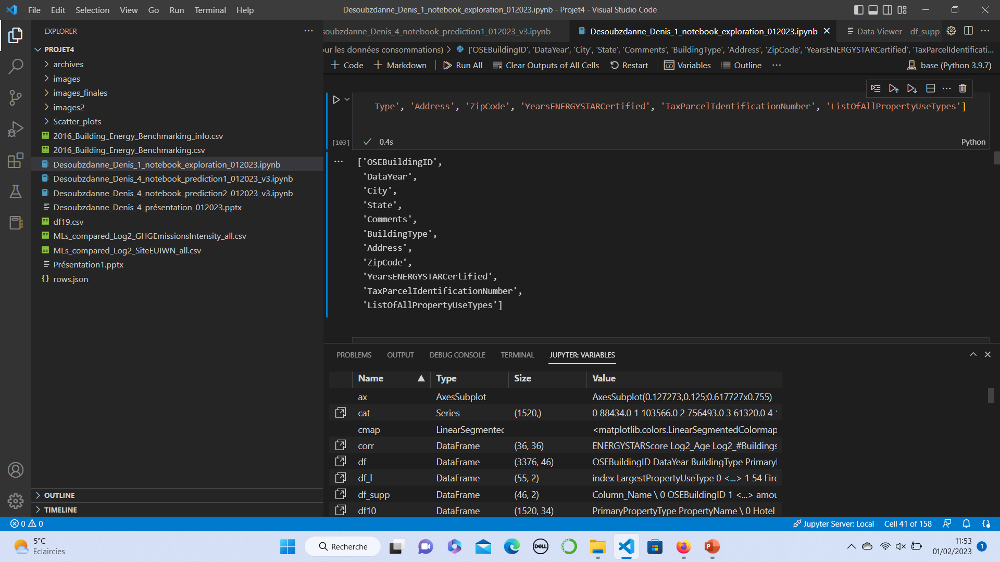 File Edit Selection View Go Run Terminal Help
Desoubzdanne_Denis_1_notebook_exploration_012023.ipynb - Projet4 - Visual Studio Code
EXPLORER
PROJET4
archives
images
images_finales
images2
Scatter_plots
2016_Building_Energy_Benchmarking_info.csv
2016_Building_Energy_Benchmarking.csv
Desoubzdanne_Denis_1_notebook_exploration_012023.ipynb
Desoubzdanne_Denis_4_notebook_prediction1_012023_v3.ipynb
Desoubzdanne_Denis_4_notebook_prediction2_012023_v3.ipynb
Desoubzdanne_Denis_4_présentation_012023.pptx
df19.csv
MLs_compared_Log2_GHGEmissionsIntensity_all.csv
MLs_compared_Log2_SiteEUIWN_all.csv
Présentation1.pptx
rows.json
OUTLINE
TIMELINE
soubzdanne_Denis_4_notebook_prediction1_012023_v3.ipynb
Desoubzdanne_Denis_1_notebook_exploration_012023.ipynb
Data Viewer - df_supp
our les données consommations) > ['OSEBuildingID', 'DataYear', 'City', 'State', 'Comments', 'BuildingType', 'Address', 'ZipCode', 'YearsENERGYSTARCertified', 'TaxParcelIdentificati...
+ Code + Markdown Run All Clear Outputs of All Cells Restart Variables Outline ... base (Python 3.9.7)
Type', 'Address', 'ZipCode', 'YearsENERGYSTARCertified', 'TaxParcelIdentificationNumber', 'ListOfAllPropertyUseTypes']
[103] 0.4s Python
['OSEBuildingID',
'DataYear',
'City',
'State',
'Comments',
'BuildingType',
'Address',
'ZipCode',
'YearsENERGYSTARCertified',
'TaxParcelIdentificationNumber',
'ListOfAllPropertyUseTypes']
PROBLEMS OUTPUT DEBUG CONSOLE TERMINAL JUPYTER: VARIABLES
Name Type Size Value
ax AxesSubplot AxesSubplot(0.127273,0.125;0.617727x0.755)
cat Series (1520,) 0 88434.0 1 103566.0 2 756493.0 3 61320.0 4
cmap LinearSegmented <matplotlib.colors.LinearSegmentedColormap
corr DataFrame (36, 36) ENERGYSTARScore Log2_Age Log2_#Buildings
df DataFrame (3376, 46) OSEBuildingID DataYear BuildingType Primaryl
df_l DataFrame (55, 2) index LargestPropertyUseType 0 <...> 1 54 Fire
df_supp DataFrame (46, 2) Column_Name \ 0 OSEBuildingID 1 <...> amou
df10 DataFrame (1520, 34) PrimaryPropertyType PropertyName \ 0 Hotel
0 0
Jupyter Server: Local Cell 41 of 158
5°C
Eclaircies
Recherche
DELL
11:53
01/02/2023
1